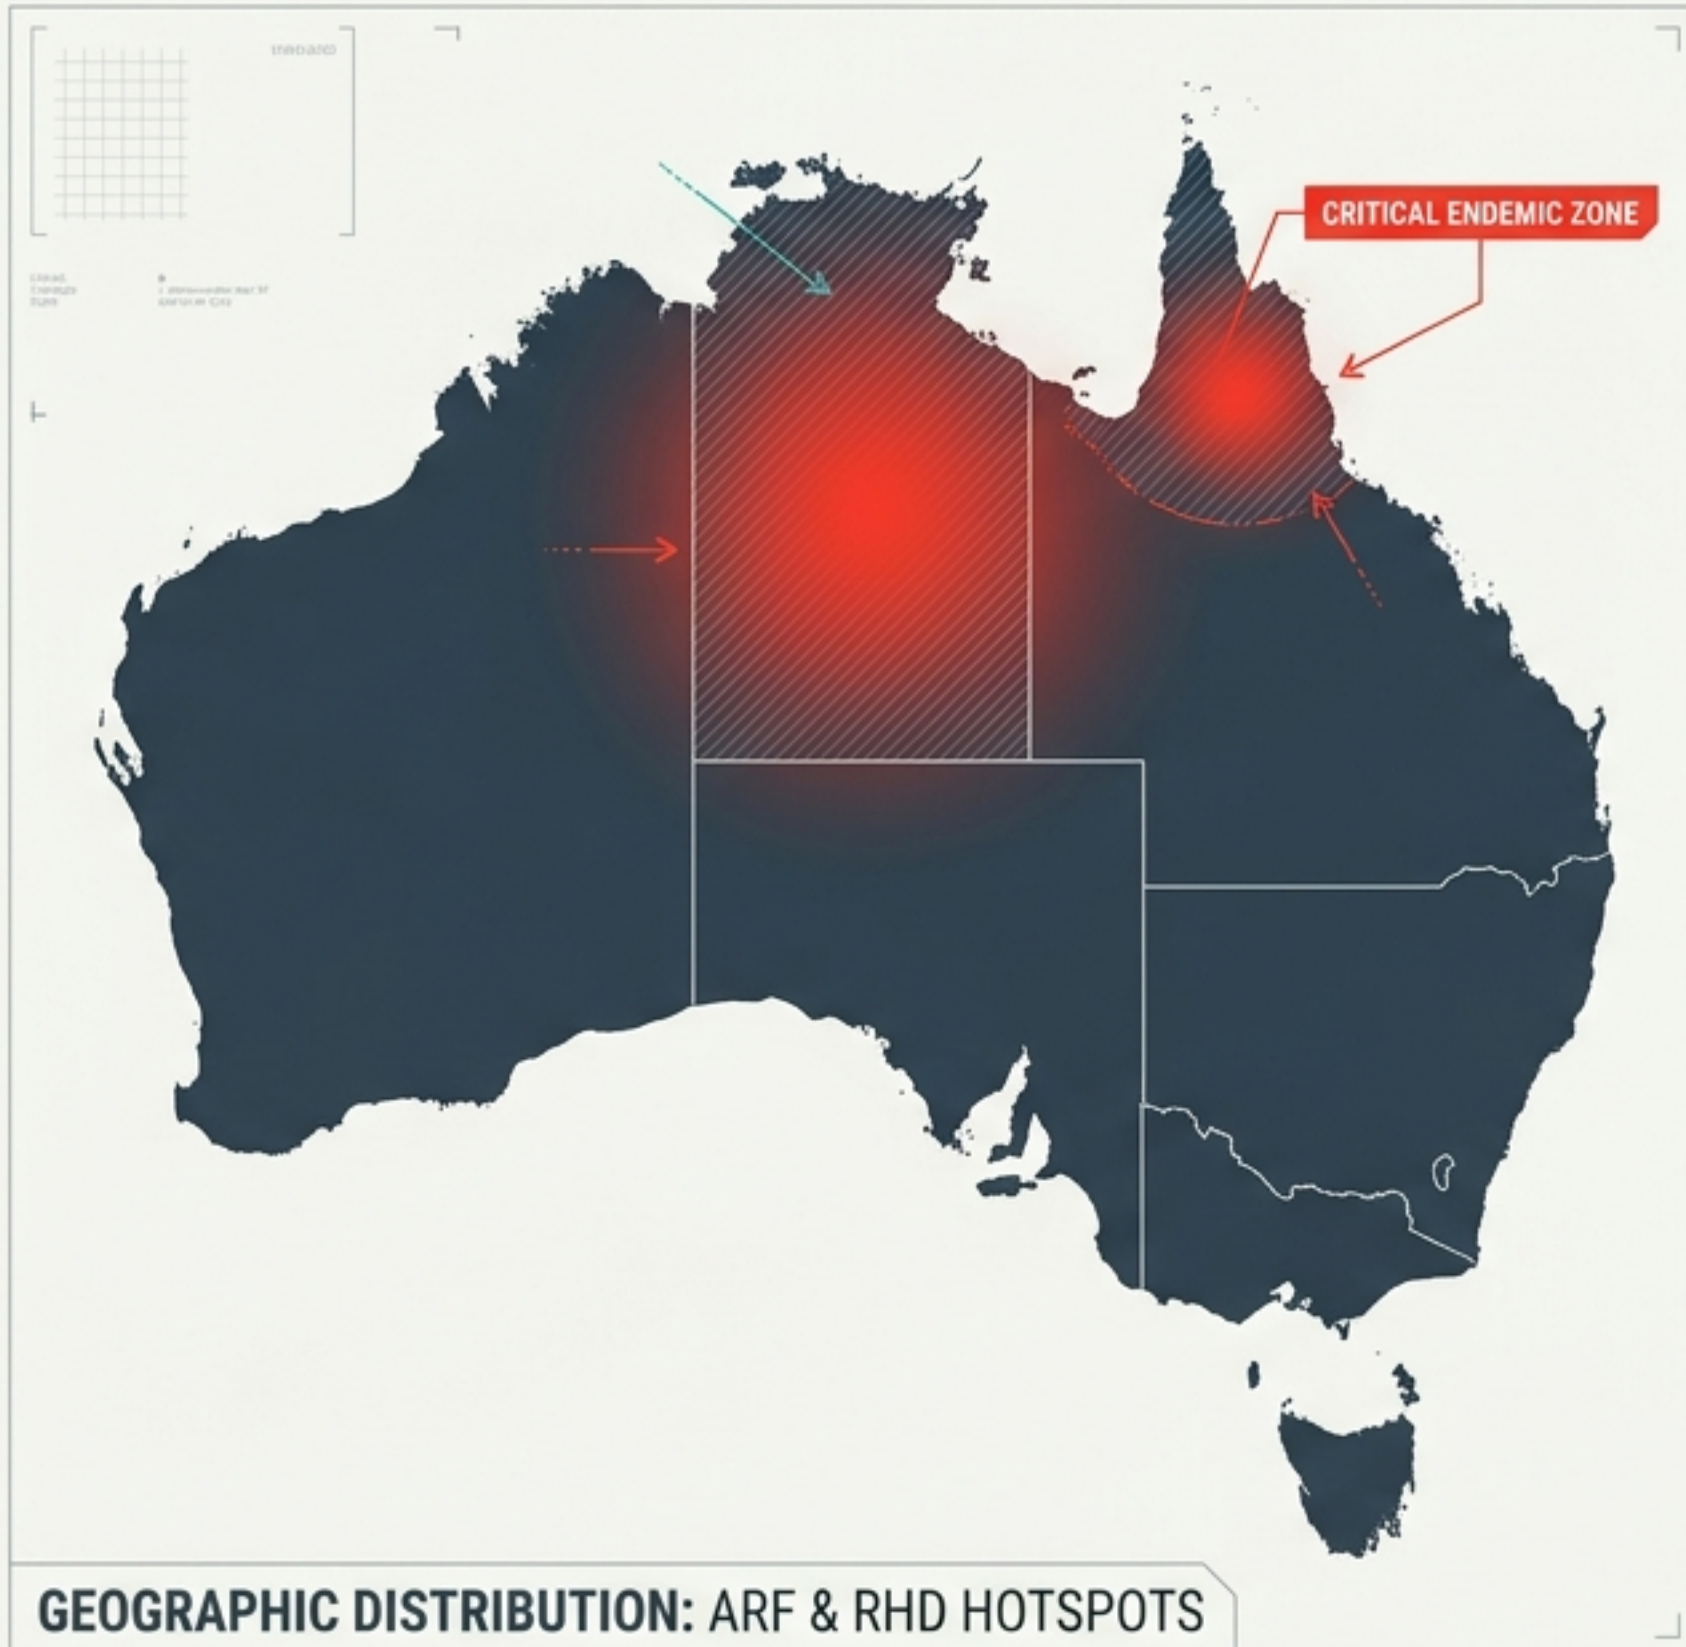 CRITICAL ENDEMIC ZONE
GEOGRAPHIC DISTRIBUTION: ARF & RHD HOTSPOTS